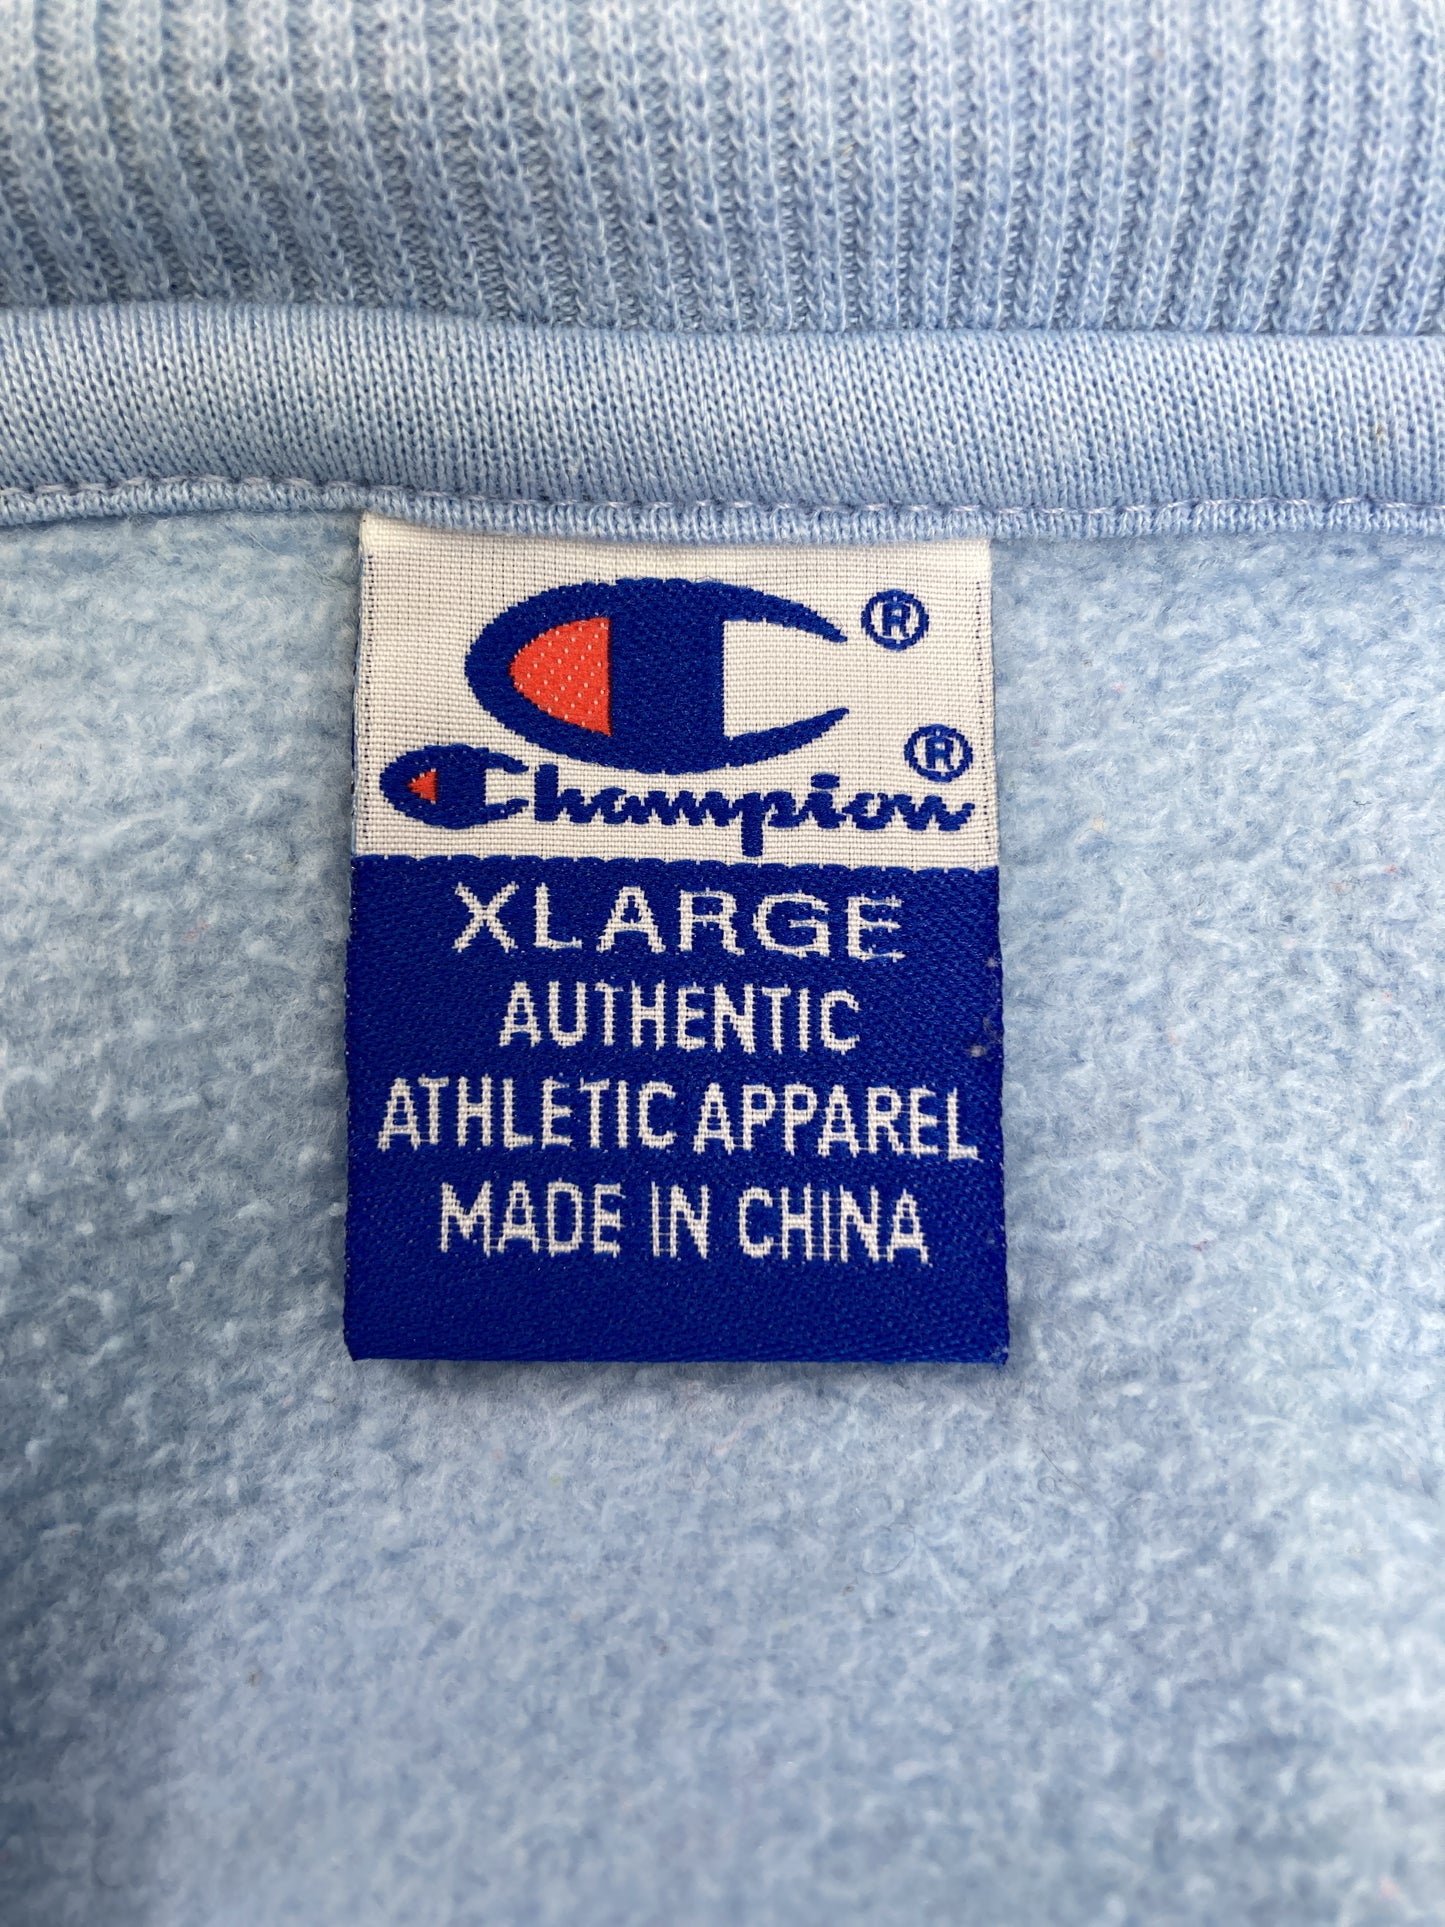 ®
Champion ®
XLARGE
AUTHENTIC
ATHLETIC APPAREL
MADE IN CHINA